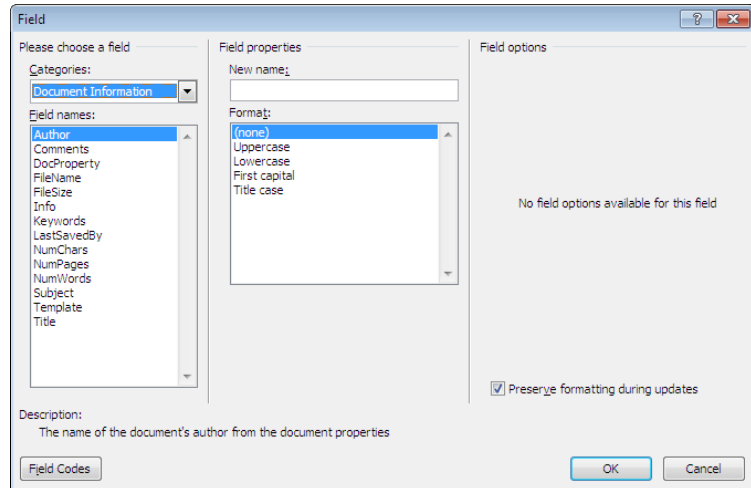 Field
Please choose a field
Categories:
Document Information
Field names:
Author
Comments
DocProperty
FileName
FileSize
Info
Keywords
LastSavedBy
NumChars
NumPages
NumWords
Subject
Template
Title
Field properties
New name:
Format:
(none)
Uppercase
Lowercase
First capital
Title case
Field options
No field options available for this field
Preserve formatting during updates
Description:
The name of the document's author from the document properties
Field Codes
OK
Cancel